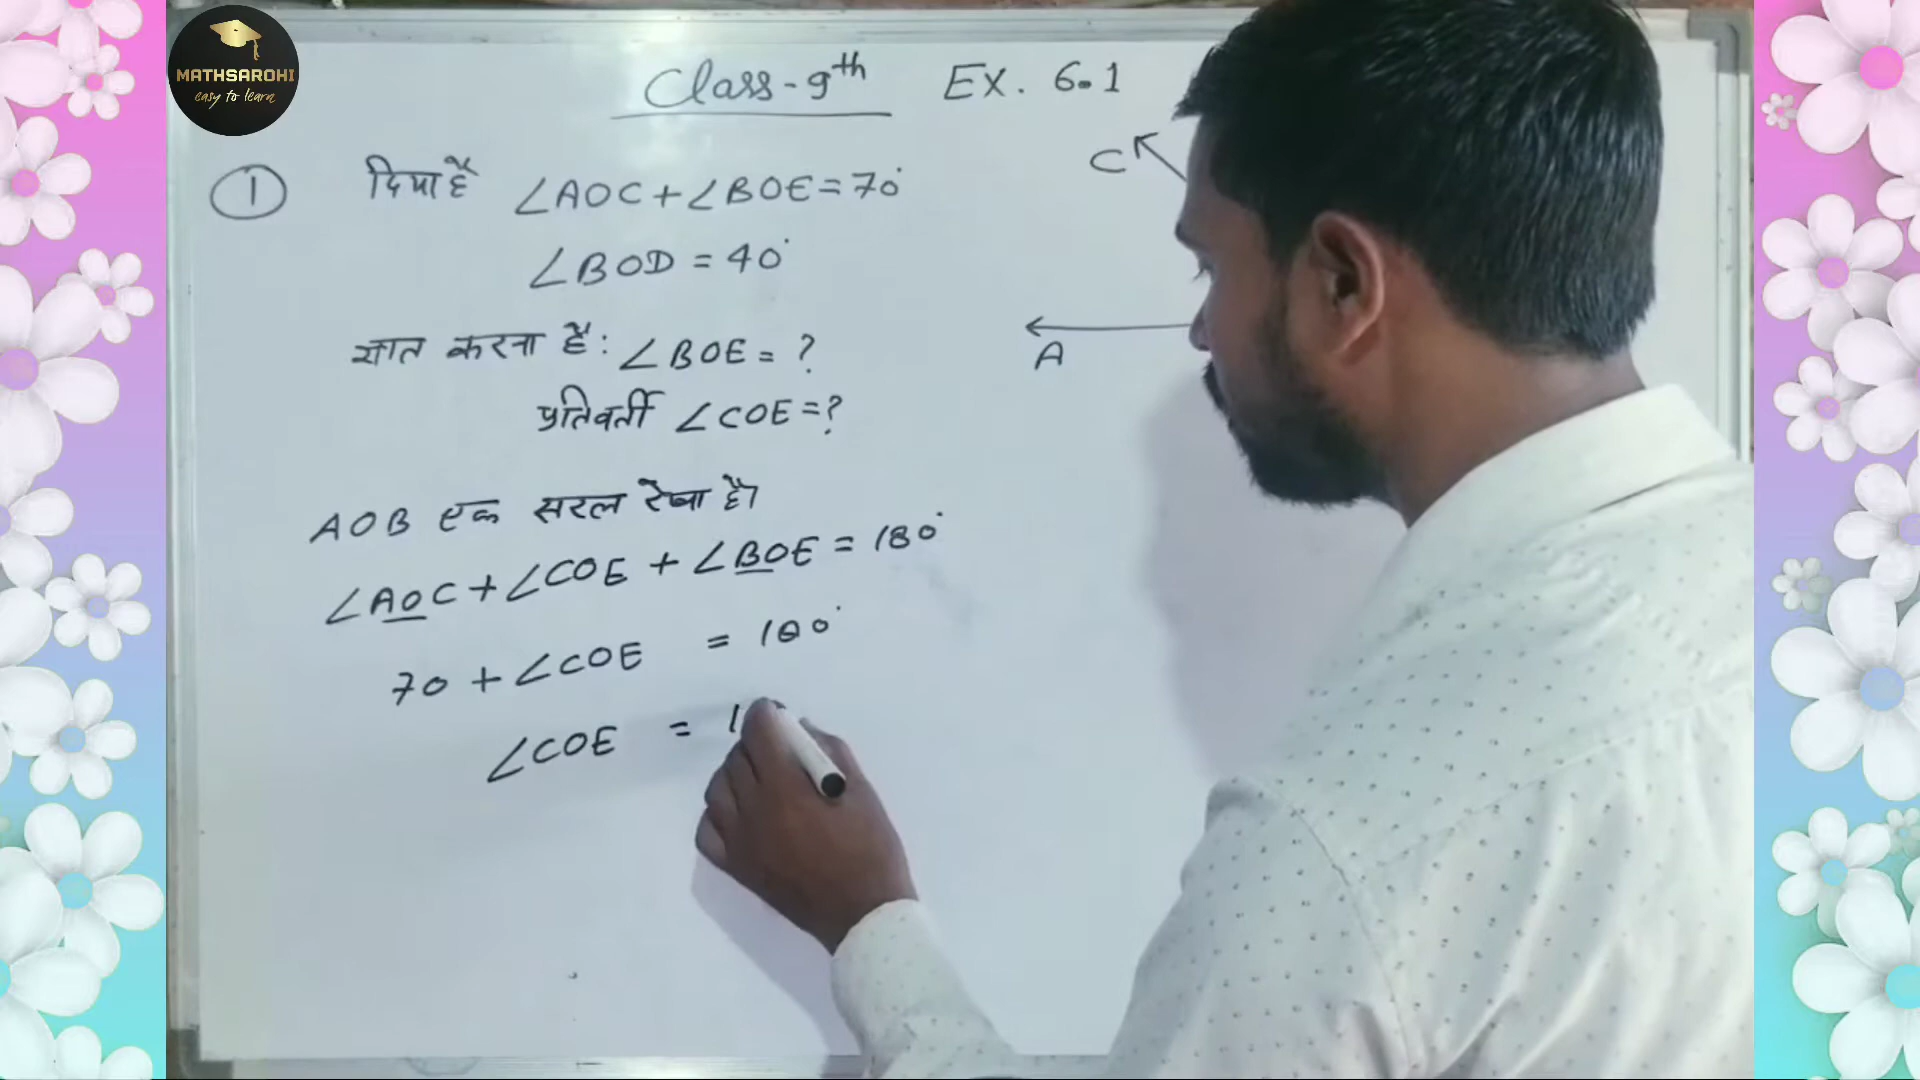 MATHSAROHI
easy to learn
Class-9th EX. 6.1
① दिया है ∠AOC+∠BOE=70°
∠BOD = 40°
ज्ञात करना है: ∠BOE = ?
प्रतिवर्ती ∠COE=?
AOB एक सरल रेखा है।
∠AOC+∠COE+∠BOE=180°
70+∠COE = 180°
∠COE = 1
C
A